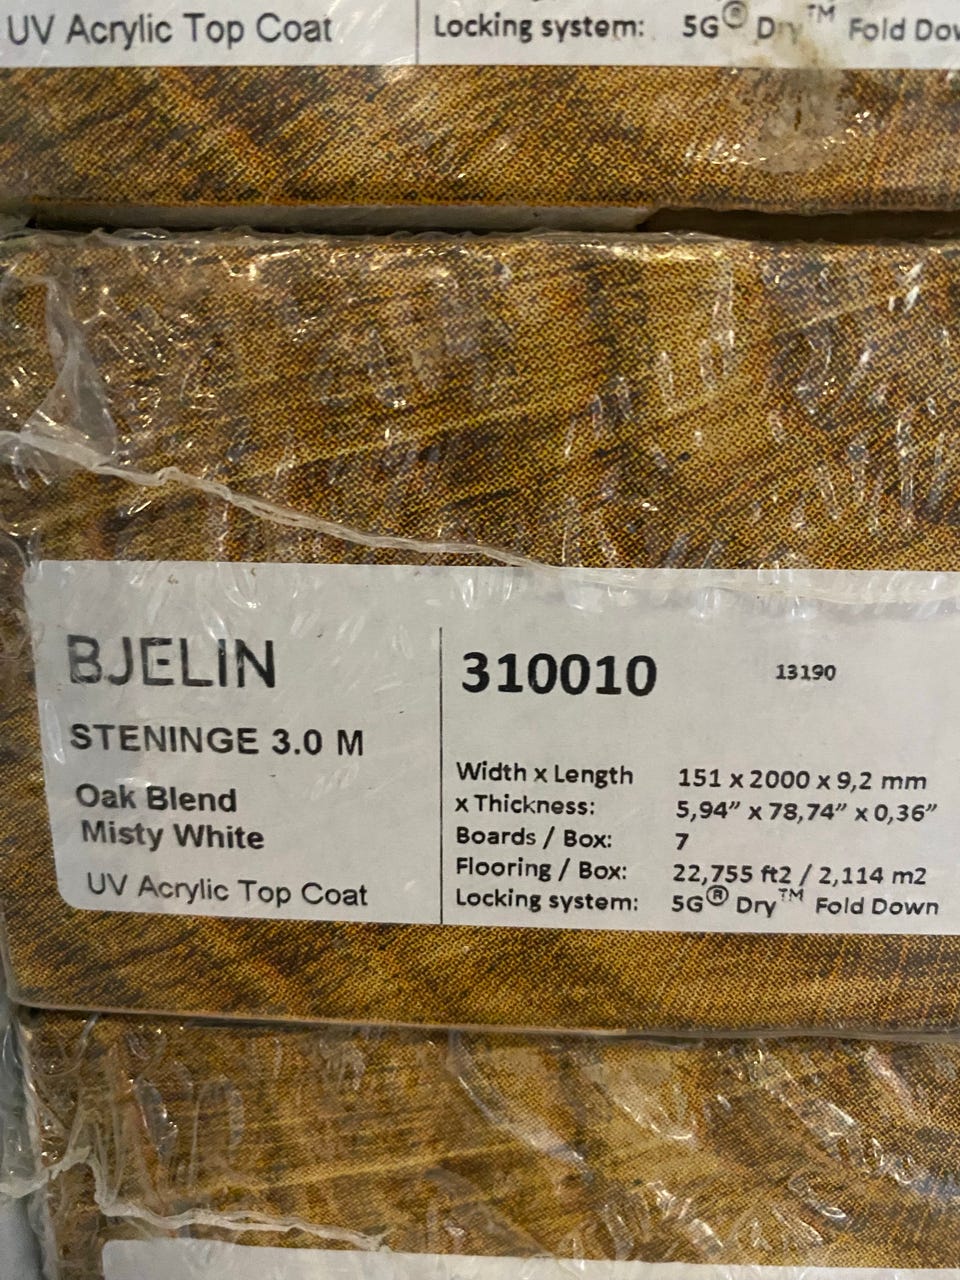 UV Acrylic Top Coat
Locking system: 5G® Dry™ Fold
BJELIN
STENINGE 3.0 M
Oak Blend
Misty White
UV Acrylic Top Coat
310010 13190
Width x Length 151 x 2000 x 9,2 mm
x Thickness: 5,94” x 78,74” x 0,36”
Boards / Box: 7
Flooring / Box: 22,755 ft2 / 2,114 m2
Locking system: 5G® Dry™ Fold Down